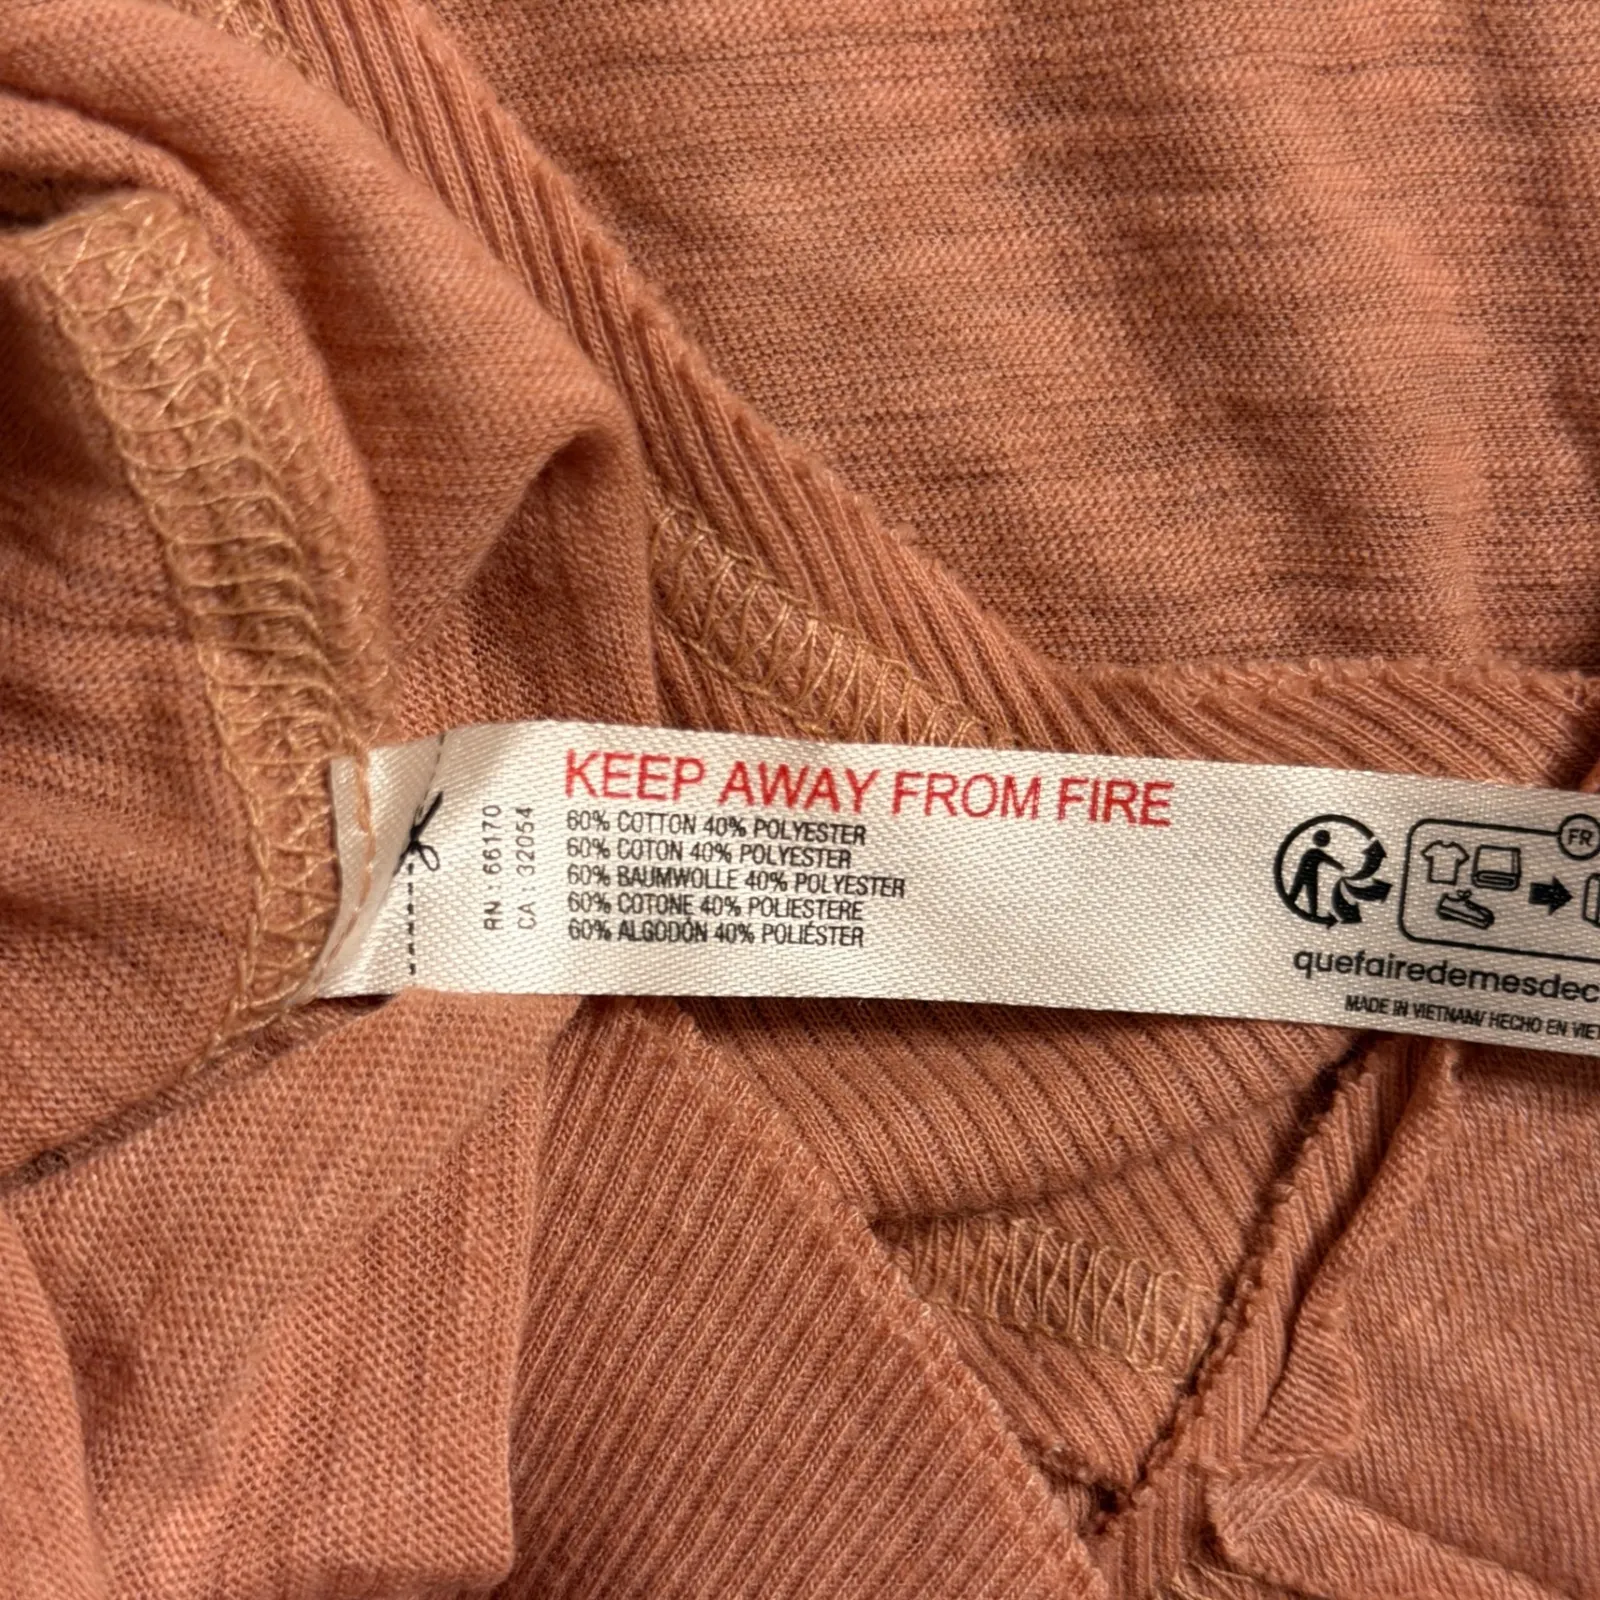 KEEP AWAY FROM FIRE
RN : 66170
CA : 32054
60% COTTON 40% POLYESTER
60% COTON 40% POLYESTER
60% BAUMWOLLE 40% POLYESTER
60% COTONE 40% POLIESTERE
60% ALGODÓN 40% POLIÉSTER
FR
quefairedemesdec
MADE IN VIETNAM/ HECHO EN VIET